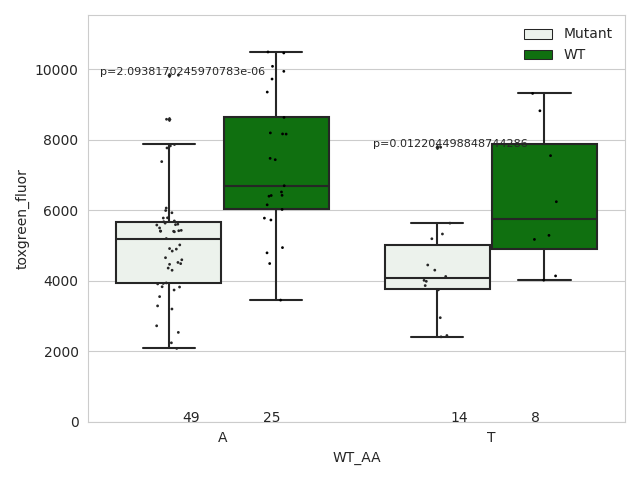 Mutant
WT
p=2.0938170245970783e-06
p=0.012204498848744286
toxgreen_fluor
10000
8000
6000
4000
2000
0
49
25
14
8
A
T
WT_AA